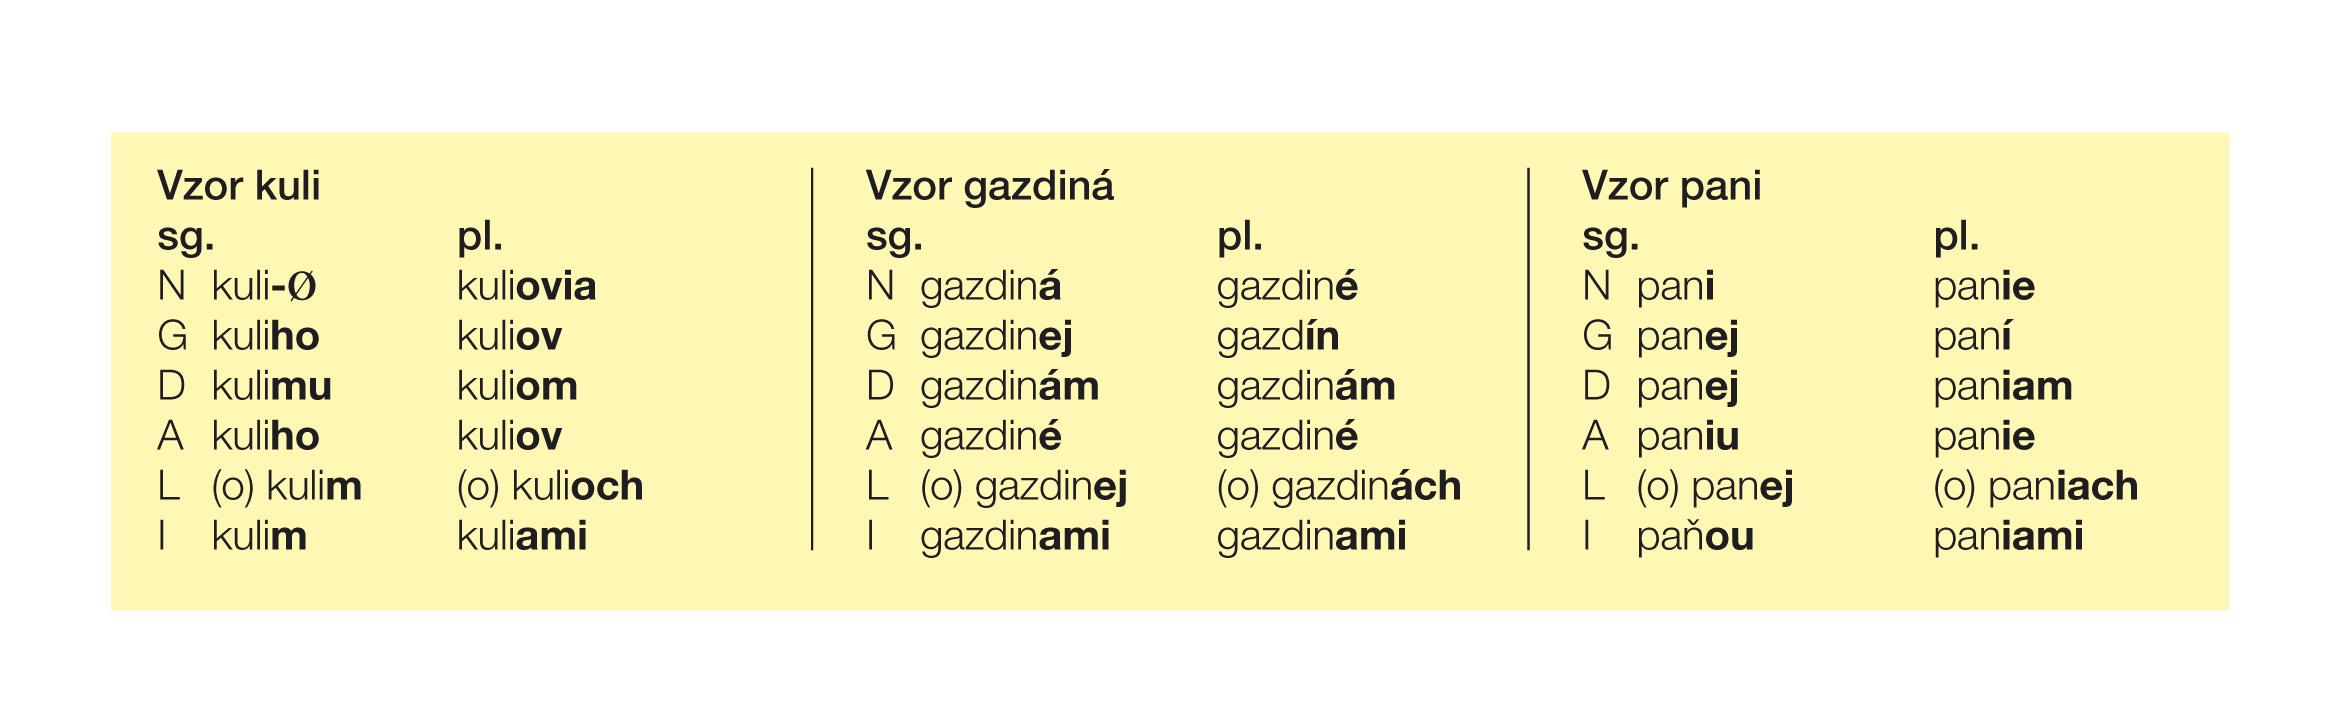 Vzor kuli
sg. pl.
N kuli-Ø kuliovia
G kuliho kuliov
D kulimu kuliom
A kuliho kuliov
L (o) kulim (o) kulioch
I kulim kuliami
Vzor gazdiná
sg. pl.
N gazdiná gazdiné
G gazdinej gazdín
D gazdinám gazdinám
A gazdiné gazdiné
L (o) gazdinej (o) gazdinách
I gazdinami gazdinami
Vzor pani
sg. pl.
N pani panie
G panej paní
D panej paniam
A paniu panie
L (o) panej (o) paniach
I paňou paniami